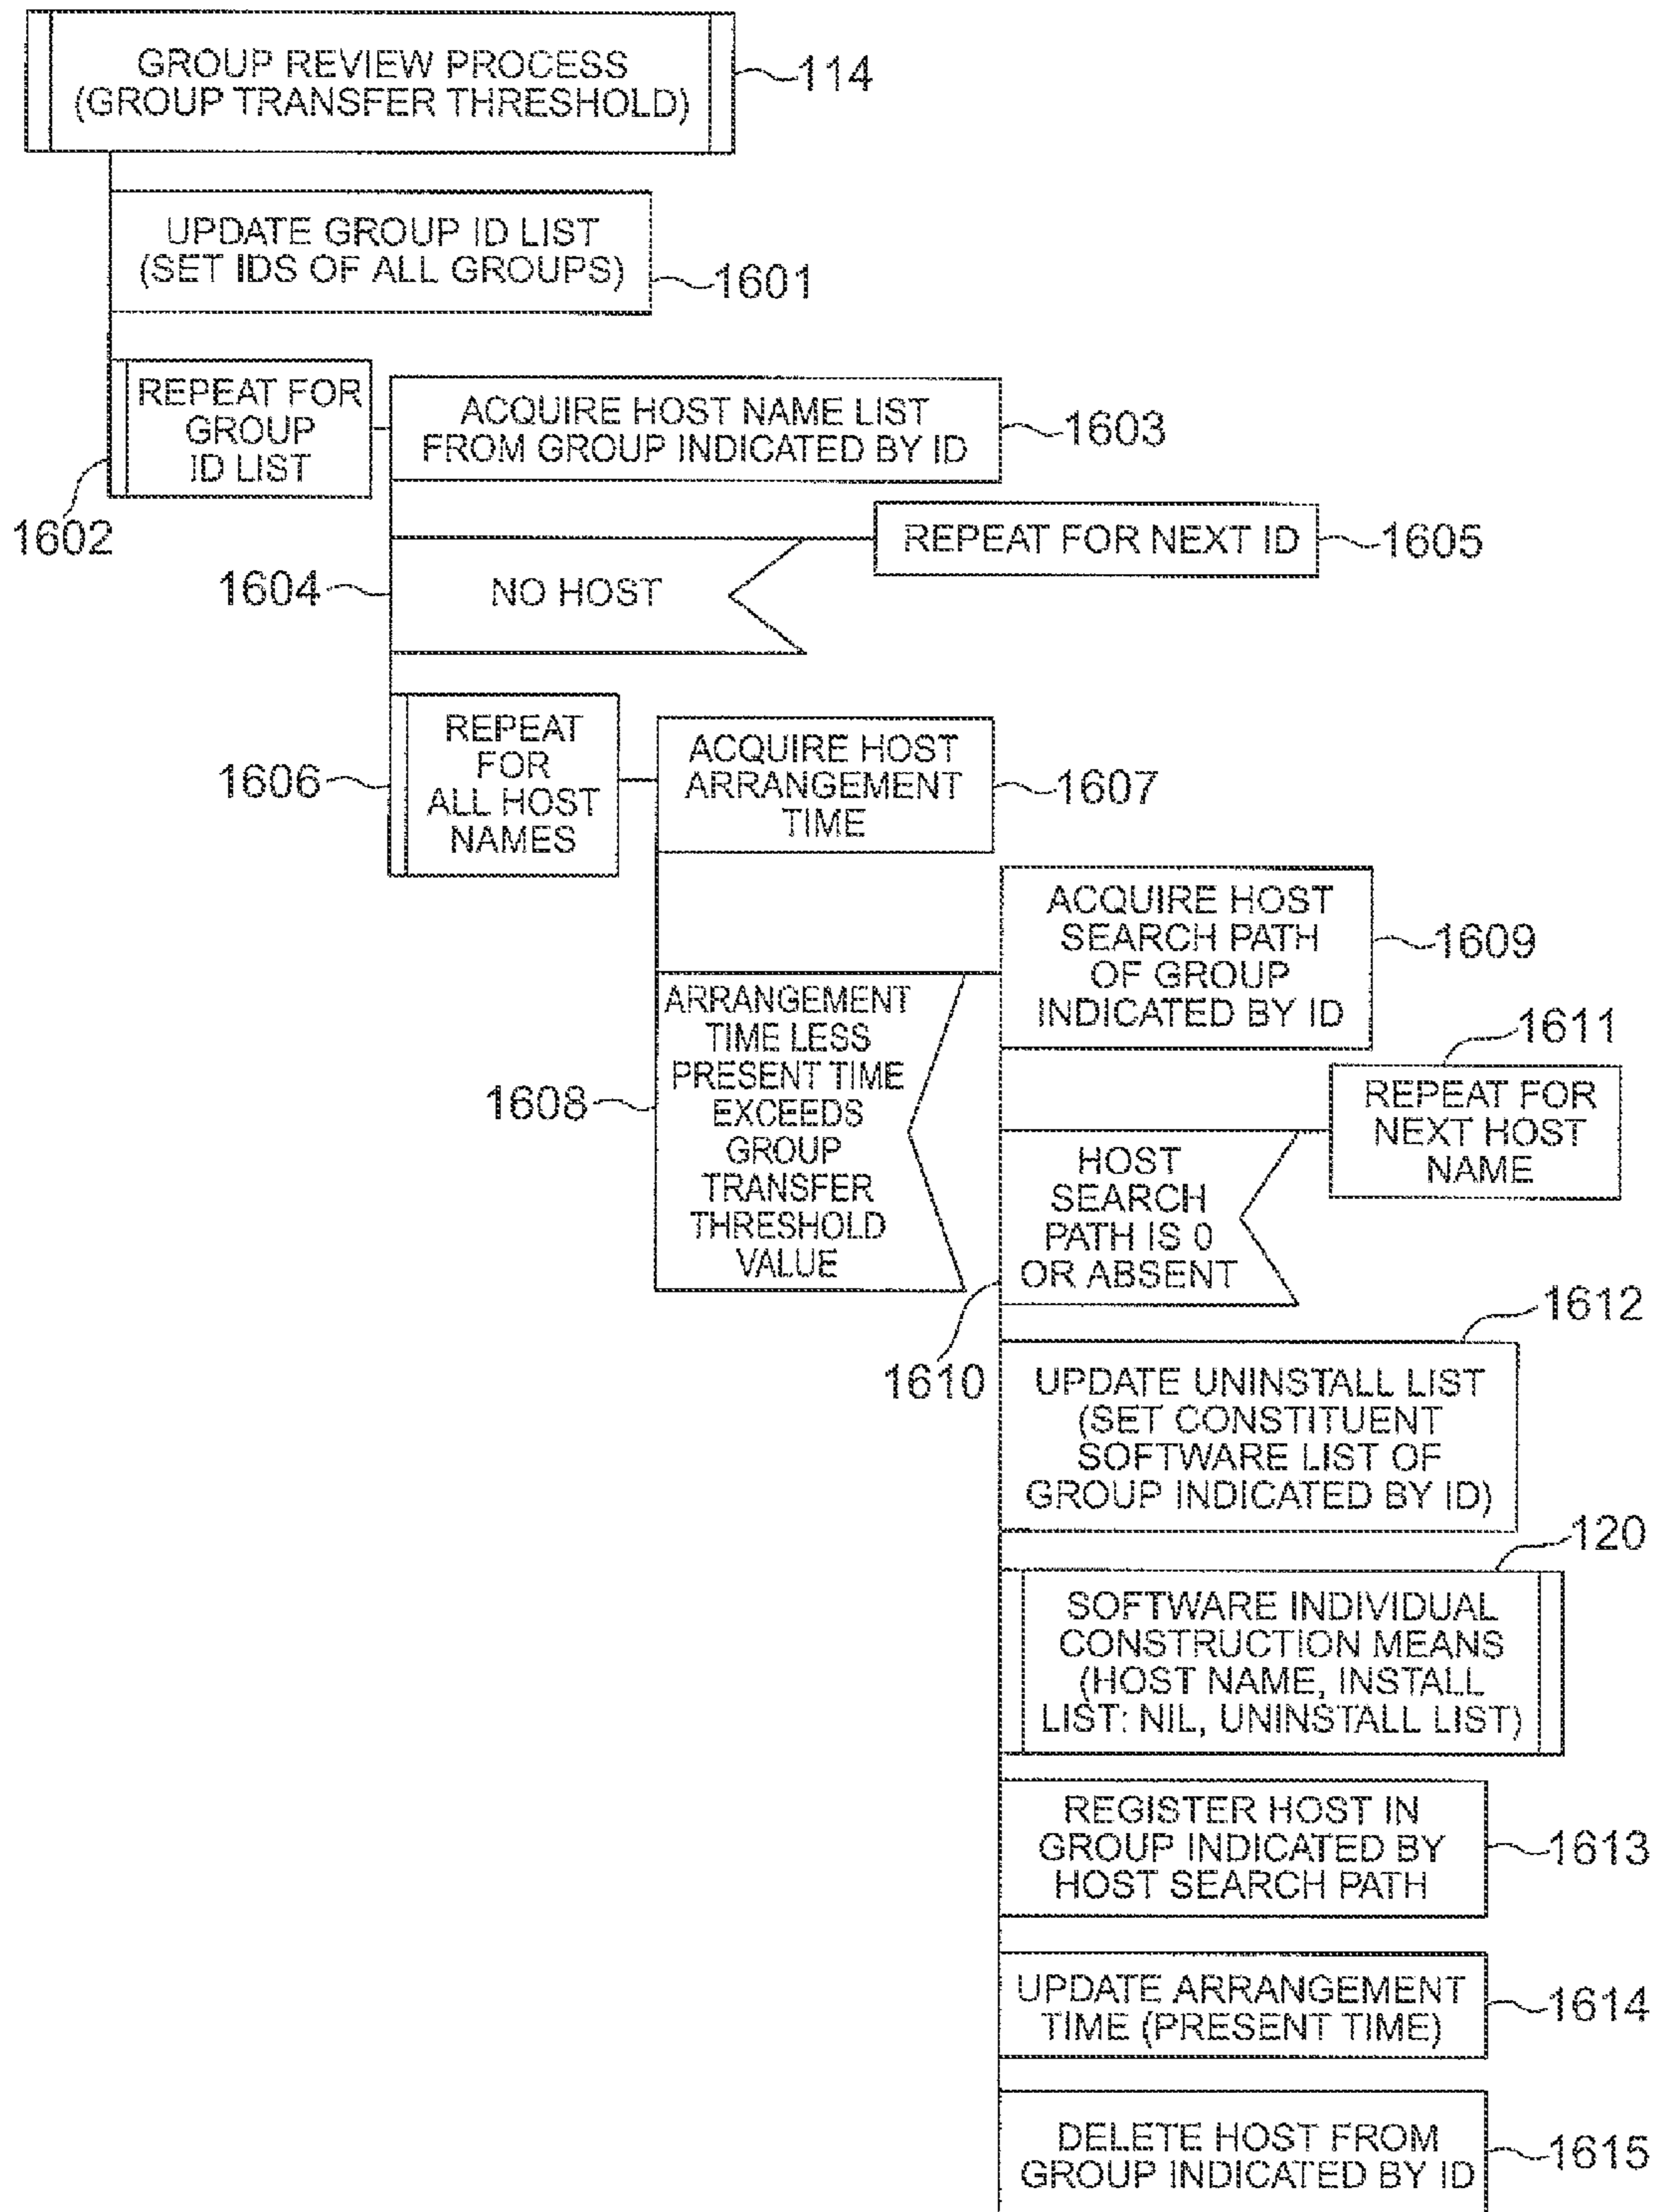 GROUP REVIEW PROCESS
(GROUP TRANSFER THRESHOLD)
114
UPDATE GROUP ID LIST
(SET IDS OF ALL GROUPS)
1601
REPEAT FOR
GROUP
ID LIST
1602
ACQUIRE HOST NAME LIST
FROM GROUP INDICATED BY ID
1603
1604
NO HOST
REPEAT FOR NEXT ID
1605
1606
REPEAT
FOR
ALL HOST
NAMES
ACQUIRE HOST
ARRANGEMENT
TIME
1607
1608
ARRANGEMENT
TIME LESS
PRESENT TIME
EXCEEDS
GROUP
TRANSFER
THRESHOLD
VALUE
ACQUIRE HOST
SEARCH PATH
OF GROUP
INDICATED BY ID
1609
1610
HOST
SEARCH
PATH IS 0
OR ABSENT
1611
REPEAT FOR
NEXT HOST
NAME
1612
UPDATE UNINSTALL LIST
(SET CONSTITUENT
SOFTWARE LIST OF
GROUP INDICATED BY ID)
120
SOFTWARE INDIVIDUAL
CONSTRUCTION MEANS
(HOST NAME, INSTALL
LIST: NIL, UNINSTALL LIST)
REGISTER HOST IN
GROUP INDICATED BY
HOST SEARCH PATH
1613
UPDATE ARRANGEMENT
TIME (PRESENT TIME)
1614
DELETE HOST FROM
GROUP INDICATED BY ID
1615